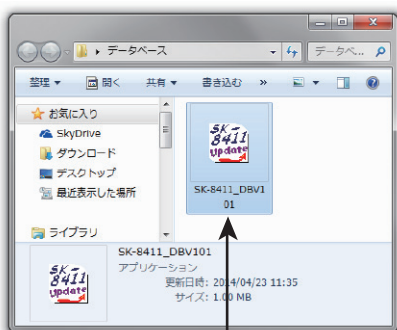 データベース
データベ...
整理
開く
共有
書き込む
»
お気に入り
SkyDrive
ダウンロード
デスクトップ
最近表示した場所
ライブラリ
SK-
8411
update
SK-8411_DBV1
01
SK-8411_DBV101
アプリケーション
更新日時: 2014/04/23 11:35
サイズ: 1.00 MB
SK-
8411
update